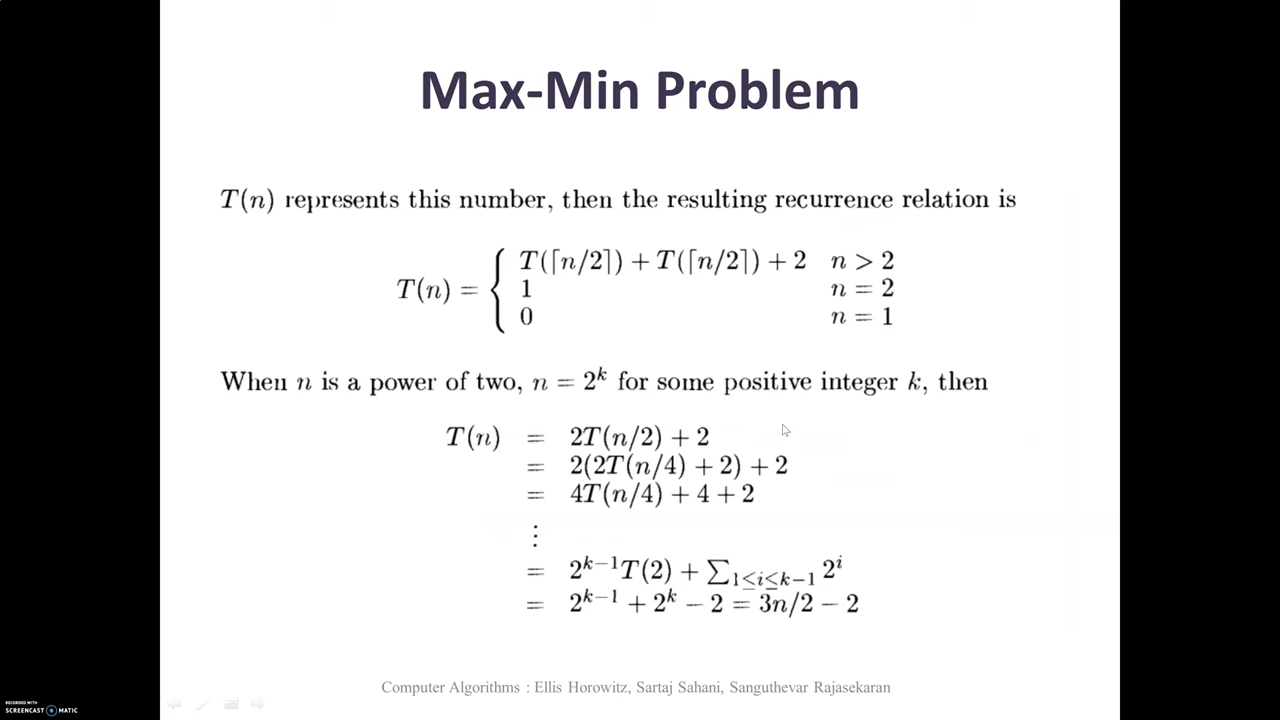 Max-Min Problem
T(n) represents this number, then the resulting recurrence relation is
T(n) = { T(⌈n/2⌉) + T(⌈n/2⌉) + 2 n > 2
1 n = 2
0 n = 1
When n is a power of two, n = 2^k for some positive integer k, then
T(n) = 2T(n/2) + 2
= 2(2T(n/4) + 2) + 2
= 4T(n/4) + 4 + 2
⋮
= 2^{k−1}T(2) + ∑_{1≤i≤k−1} 2^i
= 2^{k−1} + 2^k − 2 = 3n/2 − 2
Computer Algorithms : Ellis Horowitz, Sartaj Sahani, Sanguthevar Rajasekaran
RECORDED WITH
SCREENCAST MATIC